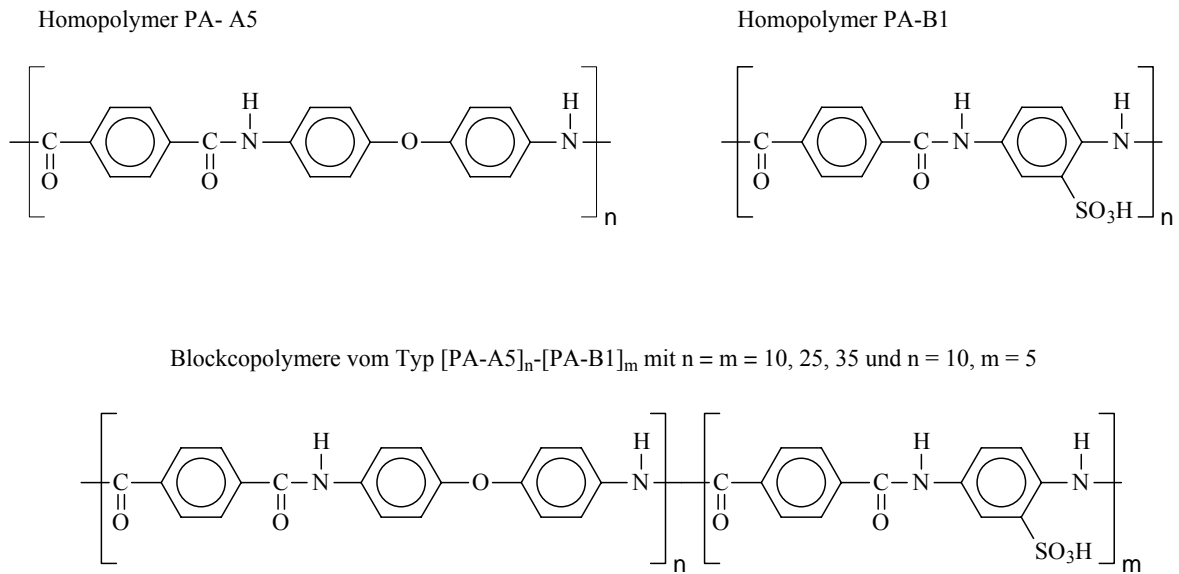 Homopolymer PA- A5
Homopolymer PA-B1
H
H
H
H
C
C
N
O
N
C
C
N
N
O
O
O
O
SO₃H
n
n
Blockcopolymere vom Typ [PA-A5]ₙ-[PA-B1]ₘ mit n = m = 10, 25, 35 und n = 10, m = 5
H
H
H
H
C
C
N
O
N
C
C
N
N
O
O
O
O
SO₃H
n
m